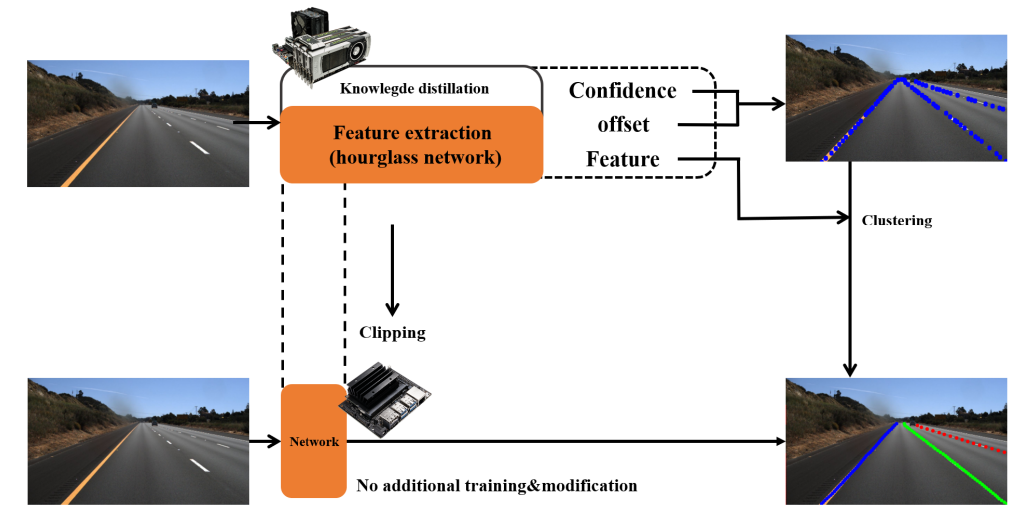 Knowlegde distillation
Feature extraction
(hourglass network)
Confidence
offset
Feature
Clustering
Clipping
Network
No additional training&modification